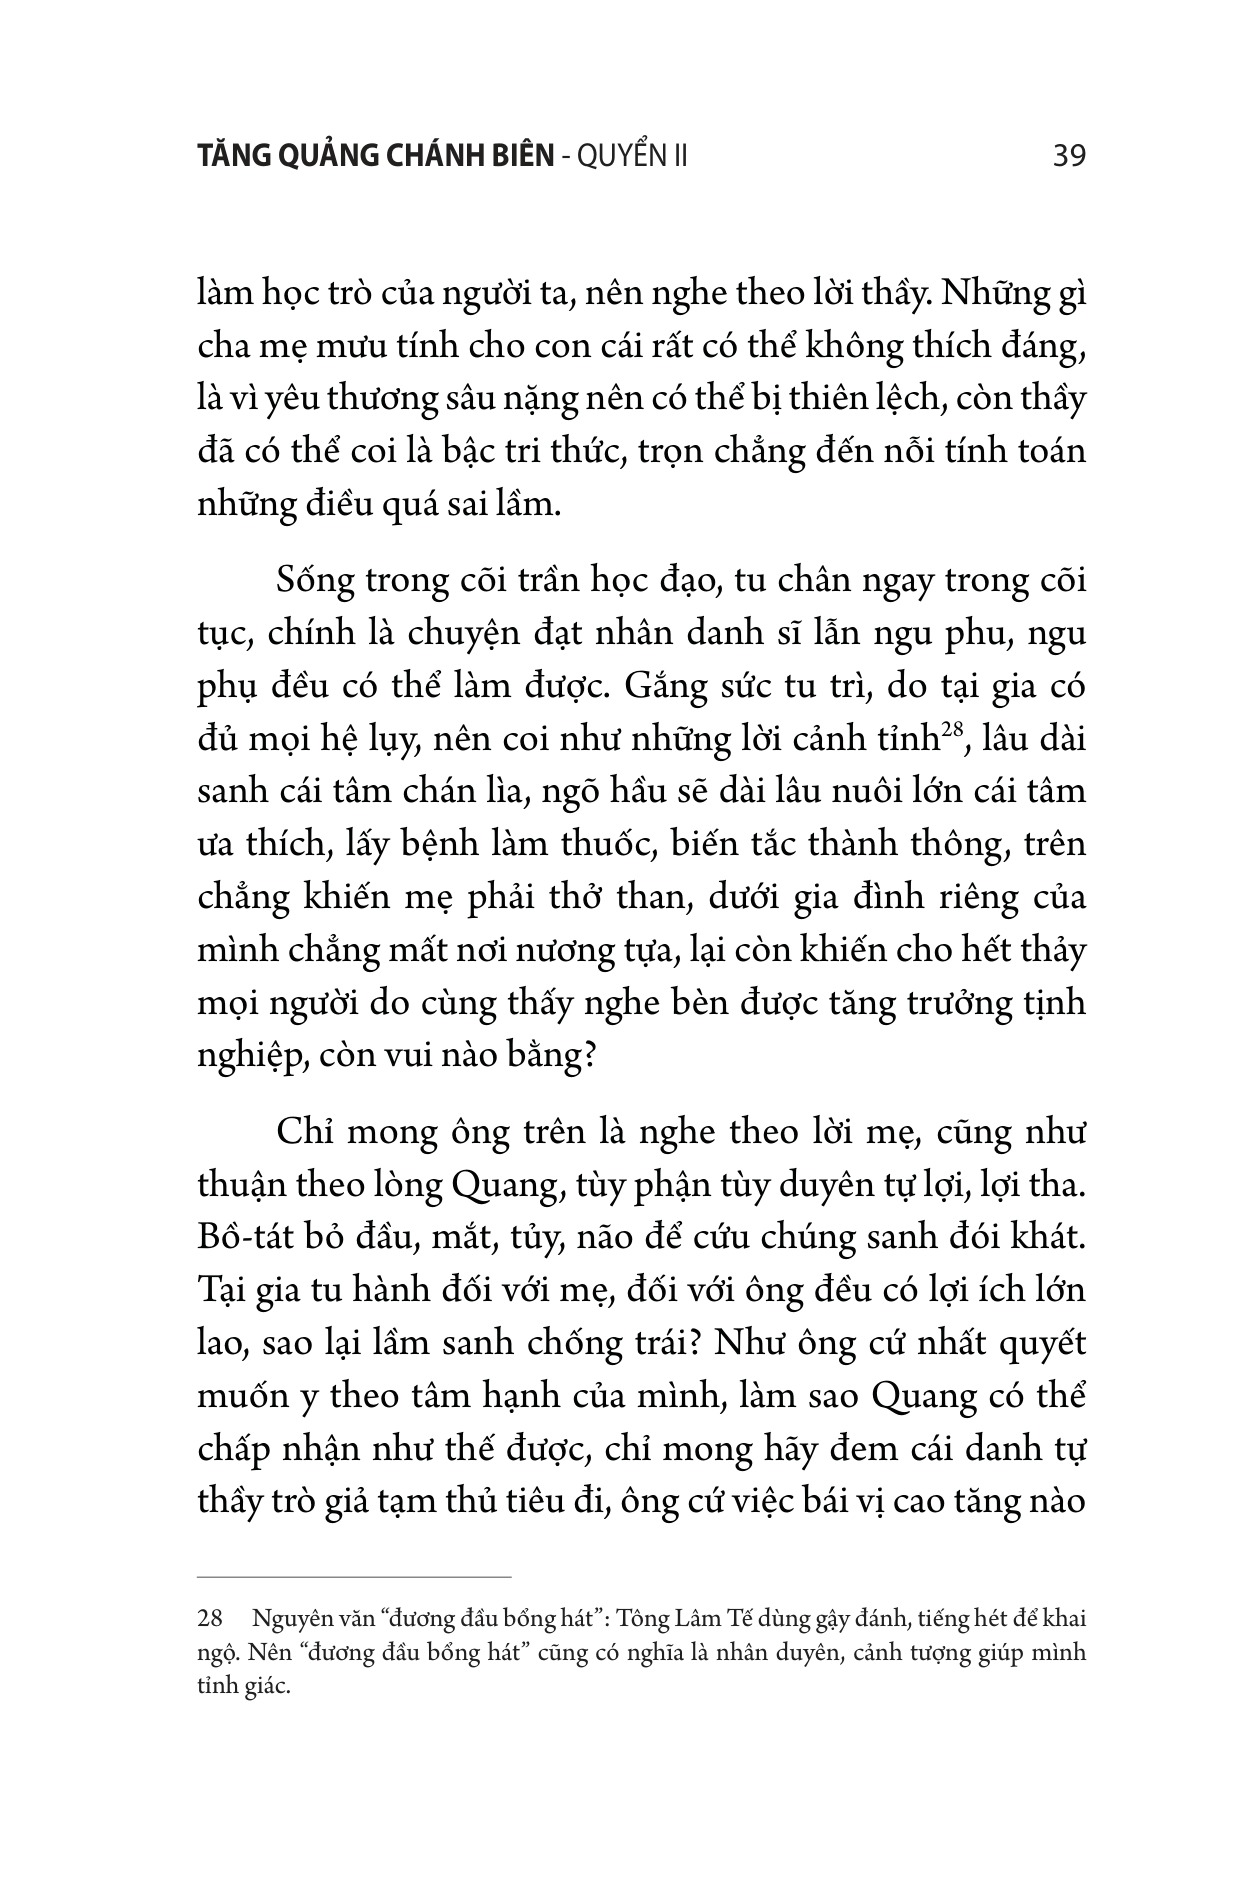 TĂNG QUẢNG CHÁNH BIÊN - QUYỂN II 39
làm học trò của người ta, nên nghe theo lời thầy. Những gì
cha mẹ mưu tính cho con cái rất có thể không thích đáng,
là vì yêu thương sâu nặng nên có thể bị thiên lệch, còn thầy
đã có thể coi là bậc tri thức, trọn chẳng đến nỗi tính toán
những điều quá sai lầm.
Sống trong cõi trần học đạo, tu chân ngay trong cõi
tục, chính là chuyện đạt nhân danh sĩ lẫn ngu phu, ngu
phụ đều có thể làm được. Gắng sức tu trì, do tại gia có
đủ mọi hệ lụy, nên coi như những lời cảnh tỉnh28, lâu dài
sanh cái tâm chán lìa, ngõ hầu sẽ dài lâu nuôi lớn cái tâm
ưa thích, lấy bệnh làm thuốc, biến tắc thành thông, trên
chẳng khiến mẹ phải thở than, dưới gia đình riêng của
mình chẳng mất nơi nương tựa, lại còn khiến cho hết thảy
mọi người do cùng thấy nghe bèn được tăng trưởng tịnh
nghiệp, còn vui nào bằng?
Chỉ mong ông trên là nghe theo lời mẹ, cũng như
thuận theo lòng Quang, tùy phận tùy duyên tự lợi, lợi tha.
Bồ-tát bỏ đầu, mắt, tủy, não để cứu chúng sanh đói khát.
Tại gia tu hành đối với mẹ, đối với ông đều có lợi ích lớn
lao, sao lại lầm sanh chống trái? Như ông cứ nhất quyết
muốn y theo tâm hạnh của mình, làm sao Quang có thể
chấp nhận như thế được, chỉ mong hãy đem cái danh tự
thầy trò giả tạm thủ tiêu đi, ông cứ việc bái vị cao tăng nào
28 Nguyên văn “đương đầu bổng hát”: Tông Lâm Tế dùng gậy đánh, tiếng hét để khai
ngộ. Nên “đương đầu bổng hát” cũng có nghĩa là nhân duyên, cảnh tượng giúp mình
tỉnh giác.